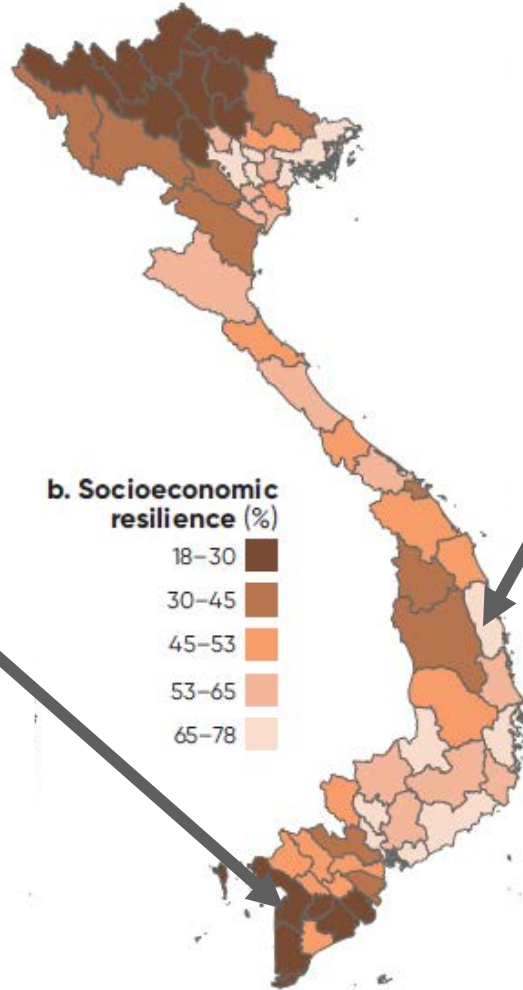 b. Socioeconomic
resilience (%)
18–30
30–45
45–53
53–65
65–78